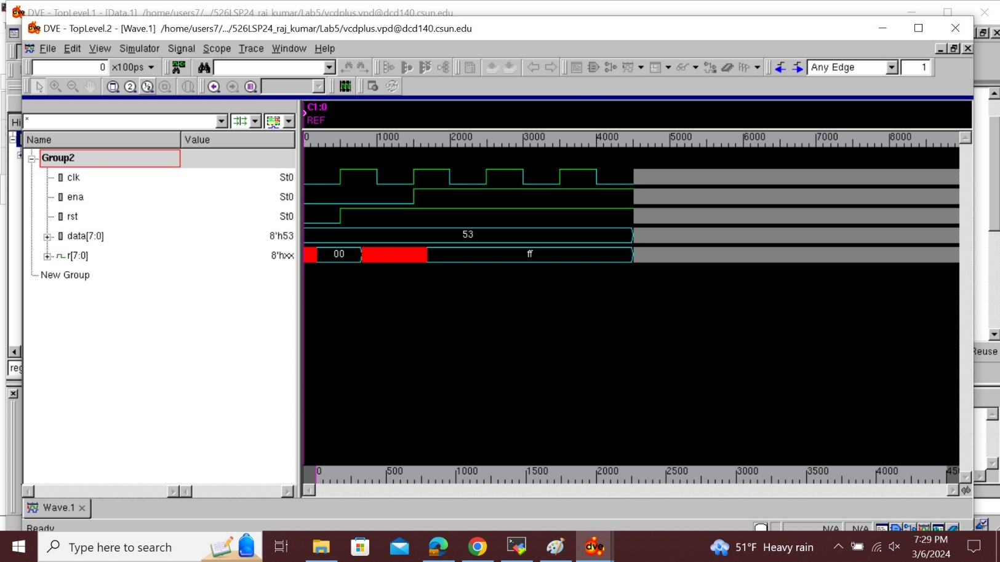 DVE - TopLevel.1 - [Data.1] /home/users7/.../526LSP24_raj_kumar/Lab5/vcdplus.vpd@dcd140.csun.edu
DVE - TopLevel.2 - [Wave.1] /home/users7/.../526LSP24_raj_kumar/Lab5/vcdplus.vpd@dcd140.csun.edu
File Edit View Simulator Signal Scope Trace Window Help
0 x100ps Any Edge 1
C1:0
REF
Hi *
Name Value
0 1000 2000 3000 4000 5000 6000 7000 8000
Group2
clk St0
ena St0
rst St0
data[7:0] 8'h53 53
r[7:0] 8'hxx 00 ff
New Group
Reuse
reg
0 500 1000 1500 2000 2500 3000 3500 4000 45
Wave.1
Ready N/A N/A
Type here to search
dve
51°F Heavy rain
7:29 PM
3/6/2024